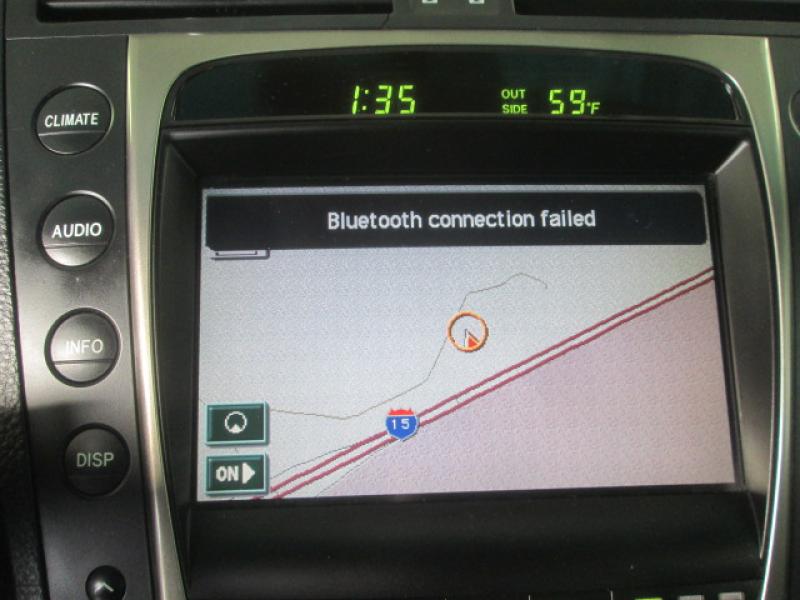 1:35
OUT
SIDE 59°F
CLIMATE
AUDIO
INFO
DISP
Bluetooth connection failed
15
ON